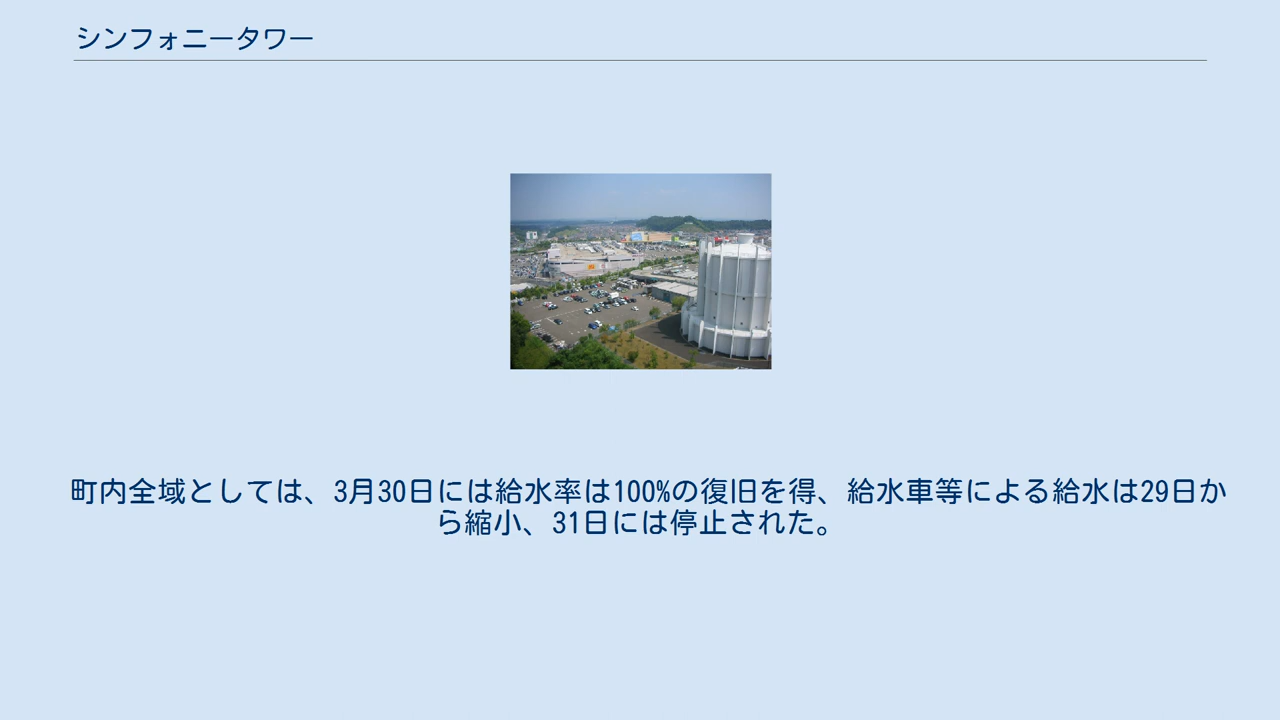 シンフォニータワー
町内全域としては、3月30日には給水率は100%の復旧を得、給水車等による給水は29日か
ら縮小、31日には停止された。